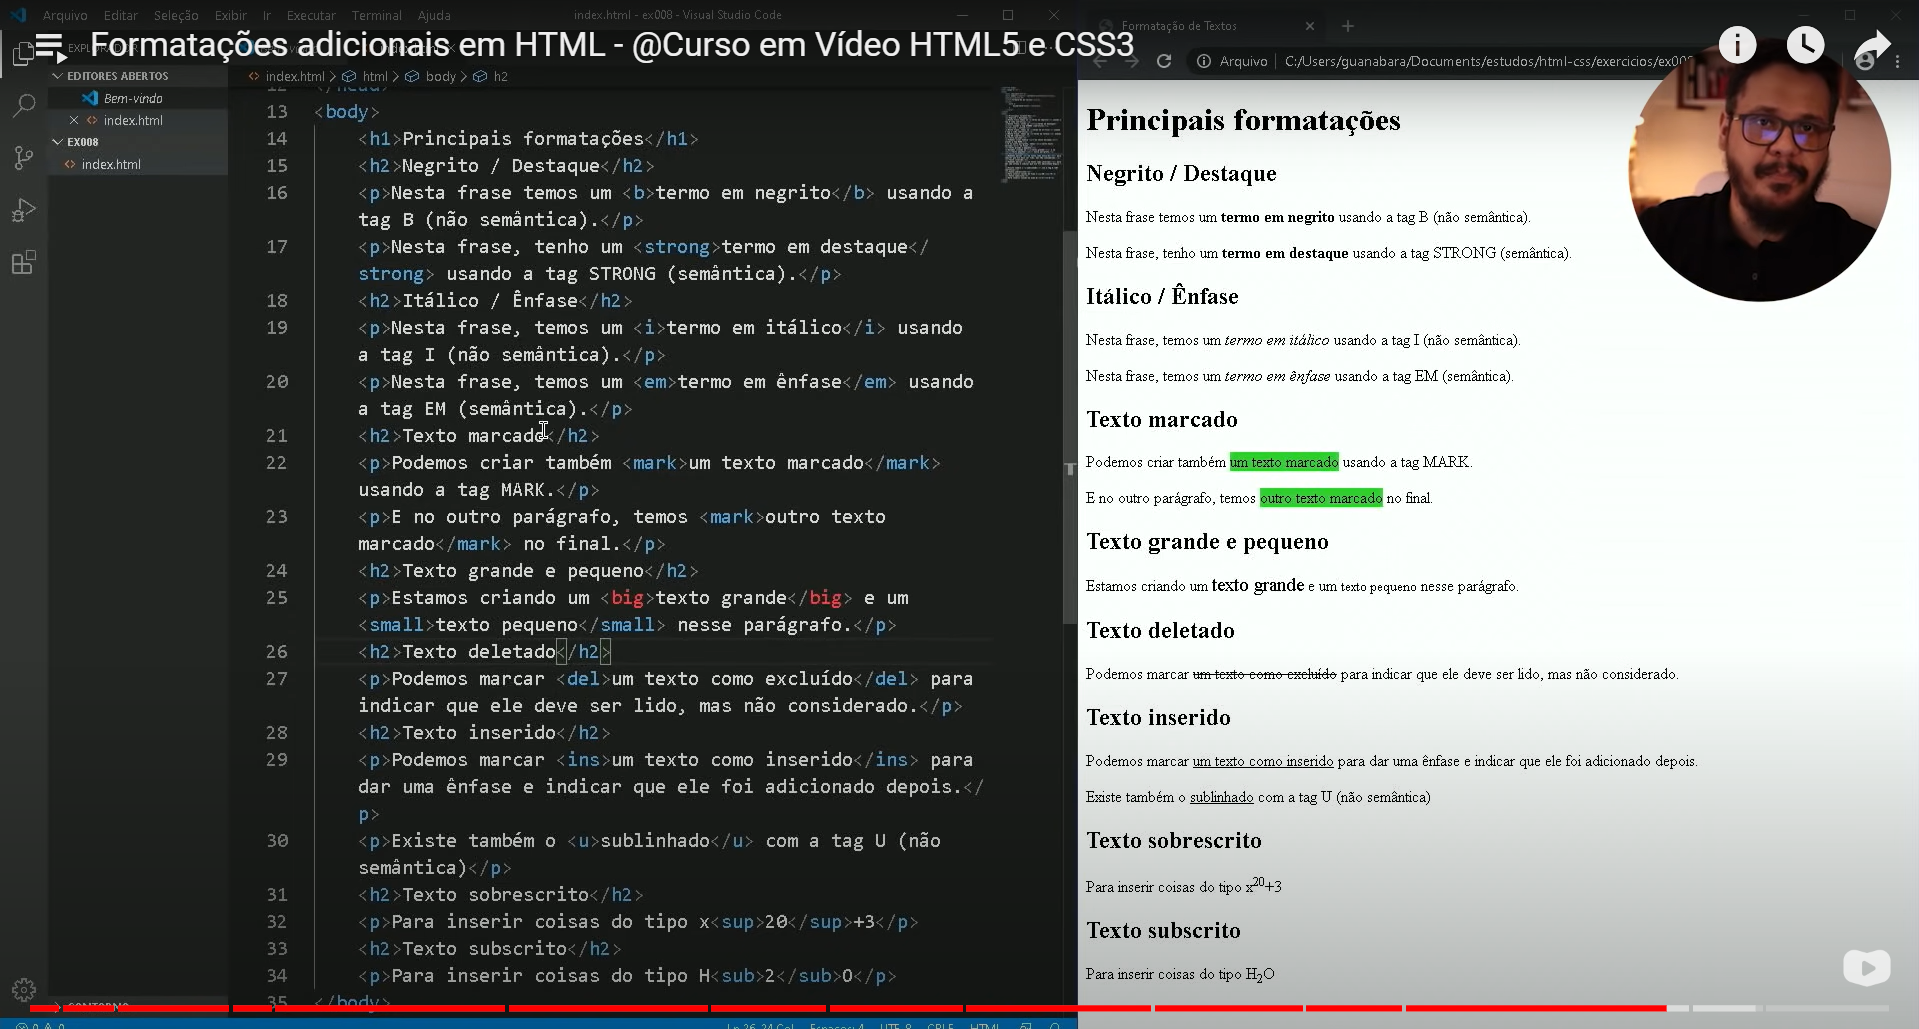 Arquivo Editar Seleção Exibir Ir Executar Terminal Ajuda
index.html - ex008 - Visual Studio Code
Formatações adicionais em HTML - @Curso em Vídeo HTML5 e CSS3
EDITORES ABERTOS
Bem-vindo
index.html
EX008
index.html
index.html > html > body > h2
12 </head>
13 <body>
14 <h1>Principais formatações</h1>
15 <h2>Negrito / Destaque</h2>
16 <p>Nesta frase temos um <b>termo em negrito</b> usando a
tag B (não semântica).</p>
17 <p>Nesta frase, tenho um <strong>termo em destaque</
strong> usando a tag STRONG (semântica).</p>
18 <h2>Itálico / Ênfase</h2>
19 <p>Nesta frase, temos um <i>termo em itálico</i> usando
a tag I (não semântica).</p>
20 <p>Nesta frase, temos um <em>termo em ênfase</em> usando
a tag EM (semântica).</p>
21 <h2>Texto marcado</h2>
22 <p>Podemos criar também <mark>um texto marcado</mark>
usando a tag MARK.</p>
23 <p>E no outro parágrafo, temos <mark>outro texto
marcado</mark> no final.</p>
24 <h2>Texto grande e pequeno</h2>
25 <p>Estamos criando um <big>texto grande</big> e um
<small>texto pequeno</small> nesse parágrafo.</p>
26 <h2>Texto deletado</h2>
27 <p>Podemos marcar <del>um texto como excluído</del> para
indicar que ele deve ser lido, mas não considerado.</p>
28 <h2>Texto inserido</h2>
29 <p>Podemos marcar <ins>um texto como inserido</ins> para
dar uma ênfase e indicar que ele foi adicionado depois.</
p>
30 <p>Existe também o <u>sublinhado</u> com a tag U (não
semântica)</p>
31 <h2>Texto sobrescrito</h2>
32 <p>Para inserir coisas do tipo x<sup>20</sup>+3</p>
33 <h2>Texto subscrito</h2>
34 <p>Para inserir coisas do tipo H<sub>2</sub>O</p>
35 </body>
Formatação de Textos
Arquivo | C:/Users/guanabara/Documents/estudos/html-css/exercicios/ex00
Principais formatações
Negrito / Destaque
Nesta frase temos um termo em negrito usando a tag B (não semântica).
Nesta frase, tenho um termo em destaque usando a tag STRONG (semântica).
Itálico / Ênfase
Nesta frase, temos um termo em itálico usando a tag I (não semântica).
Nesta frase, temos um termo em ênfase usando a tag EM (semântica).
Texto marcado
Podemos criar também um texto marcado usando a tag MARK.
E no outro parágrafo, temos outro texto marcado no final.
Texto grande e pequeno
Estamos criando um texto grande e um texto pequeno nesse parágrafo.
Texto deletado
Podemos marcar um texto como excluído para indicar que ele deve ser lido, mas não considerado.
Texto inserido
Podemos marcar um texto como inserido para dar uma ênfase e indicar que ele foi adicionado depois.
Existe também o sublinhado com a tag U (não semântica)
Texto sobrescrito
Para inserir coisas do tipo x²⁰+3
Texto subscrito
Para inserir coisas do tipo H₂O